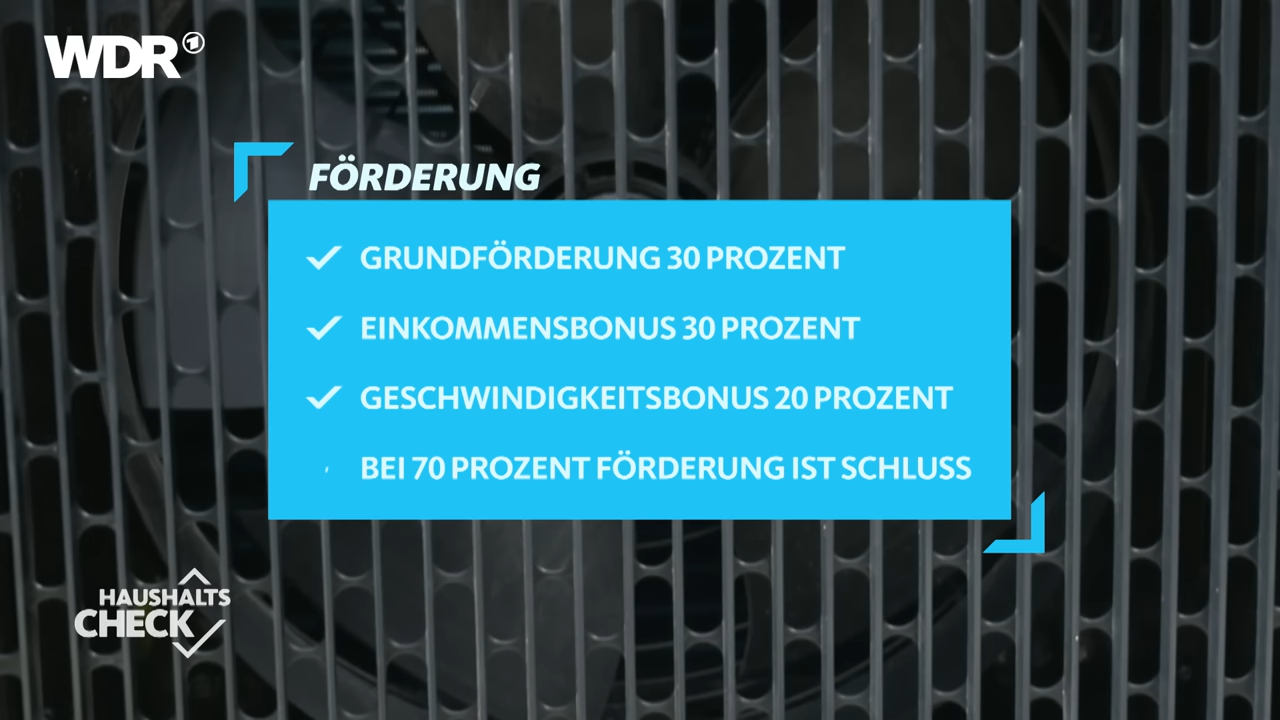 WDR
FÖRDERUNG
GRUNDFÖRDERUNG 30 PROZENT
EINKOMMENSBONUS 30 PROZENT
GESCHWINDIGKEITSBONUS 20 PROZENT
BEI 70 PROZENT FÖRDERUNG IST SCHLUSS
HAUSHALTS
CHECK